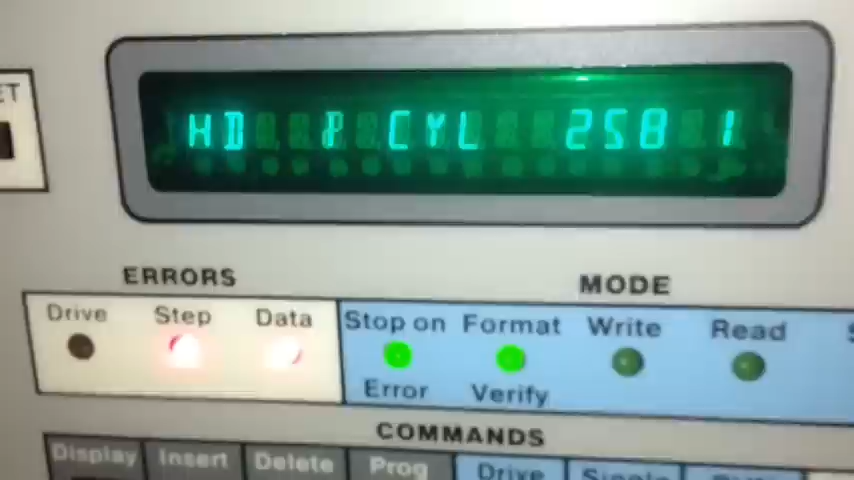 ET
HD P CYL 258 1
ERRORS
MODE
Drive Step Data Stop on Format Write Read
Error Verify
COMMANDS
Display Insert Delete Prog Drive Single